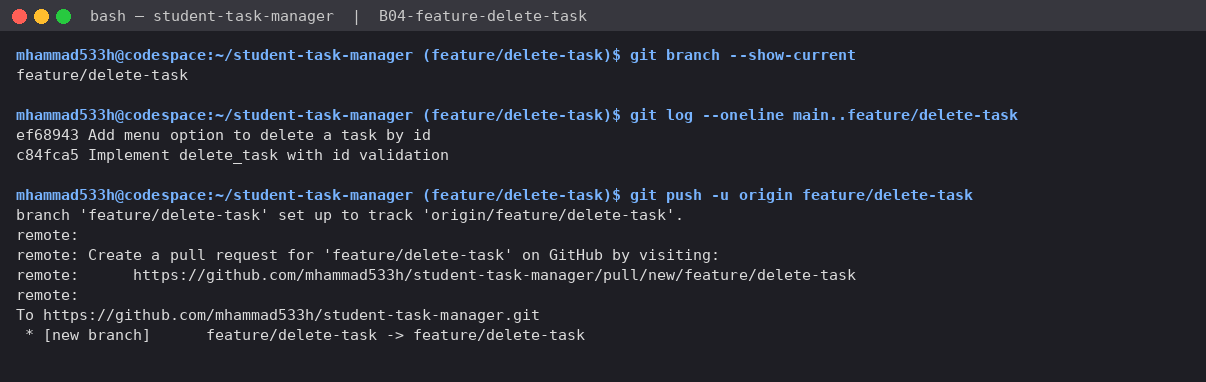 bash — student-task-manager  |  B04-feature-delete-task
mhammad533h@codespace:~/student-task-manager (feature/delete-task)$ git branch --show-current
feature/delete-task
mhammad533h@codespace:~/student-task-manager (feature/delete-task)$ git log --oneline main..feature/delete-task
ef68943 Add menu option to delete a task by id
c84fca5 Implement delete_task with id validation
mhammad533h@codespace:~/student-task-manager (feature/delete-task)$ git push -u origin feature/delete-task
branch 'feature/delete-task' set up to track 'origin/feature/delete-task'.
remote:
remote: Create a pull request for 'feature/delete-task' on GitHub by visiting:
remote:      https://github.com/mhammad533h/student-task-manager/pull/new/feature/delete-task
remote:
To https://github.com/mhammad533h/student-task-manager.git
 * [new branch]      feature/delete-task -> feature/delete-task